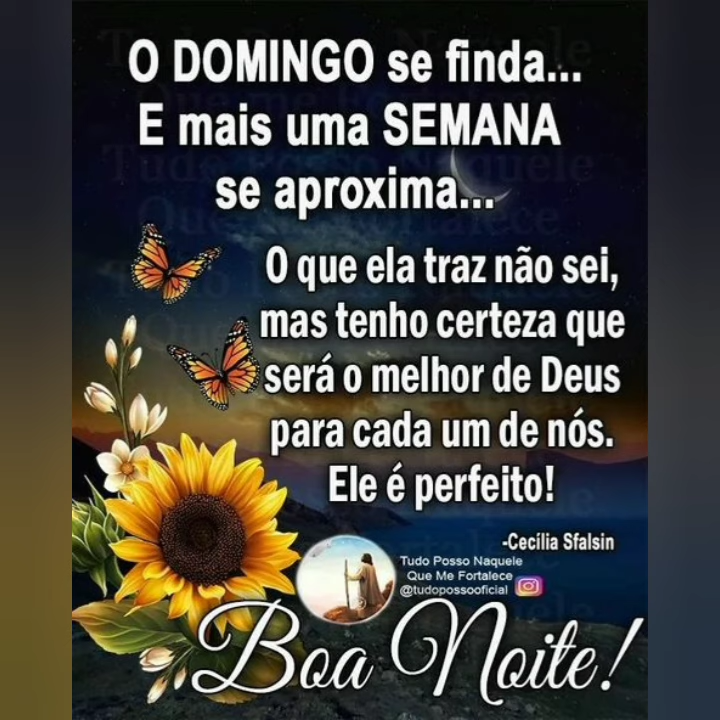 O DOMINGO se finda...
E mais uma SEMANA
se aproxima...
O que ela traz não sei,
mas tenho certeza que
será o melhor de Deus
para cada um de nós.
Ele é perfeito!
-Cecília Sfalsin
Tudo Posso Naquele
Que Me Fortalece
@tudopossooficial
Boa Noite!